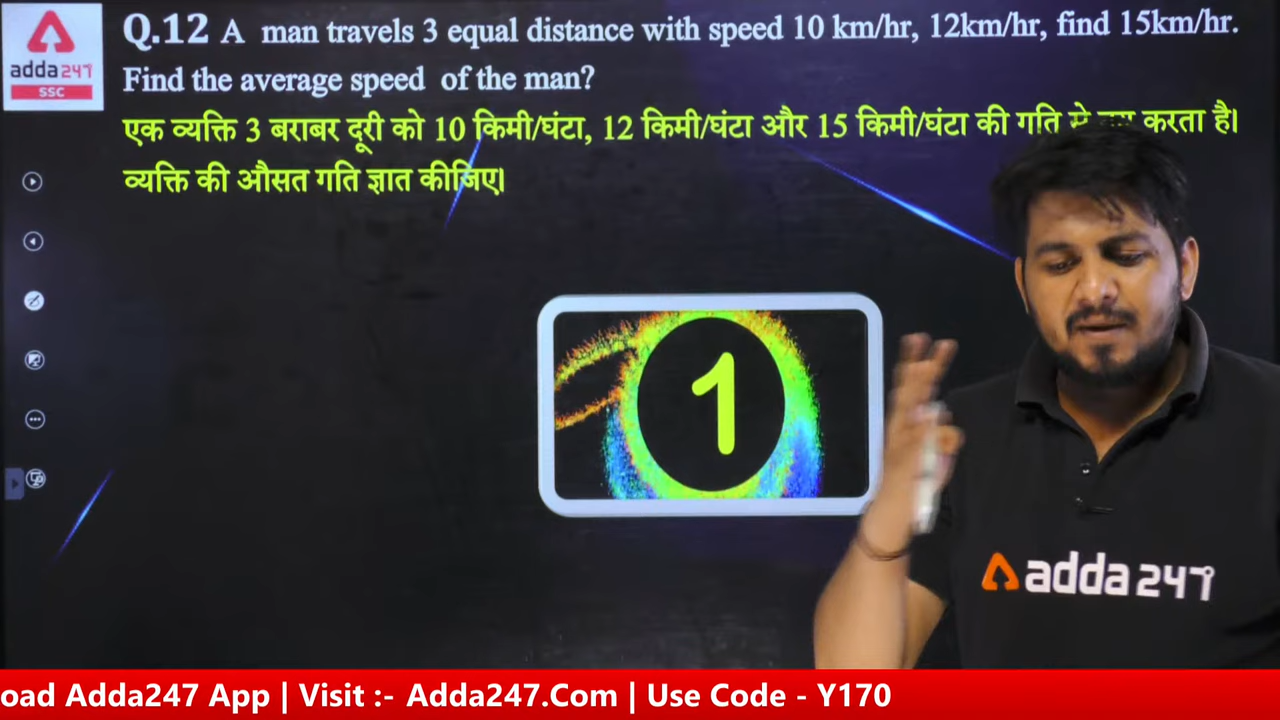 adda247
SSC
Q.12 A man travels 3 equal distance with speed 10 km/hr, 12km/hr, find 15km/hr.
Find the average speed of the man?
एक व्यक्ति 3 बराबर दूरी को 10 किमी/घंटा, 12 किमी/घंटा और 15 किमी/घंटा की गति से करता है।
व्यक्ति की औसत गति ज्ञात कीजिए।
1
adda247
oad Adda247 App | Visit :- Adda247.Com | Use Code - Y170